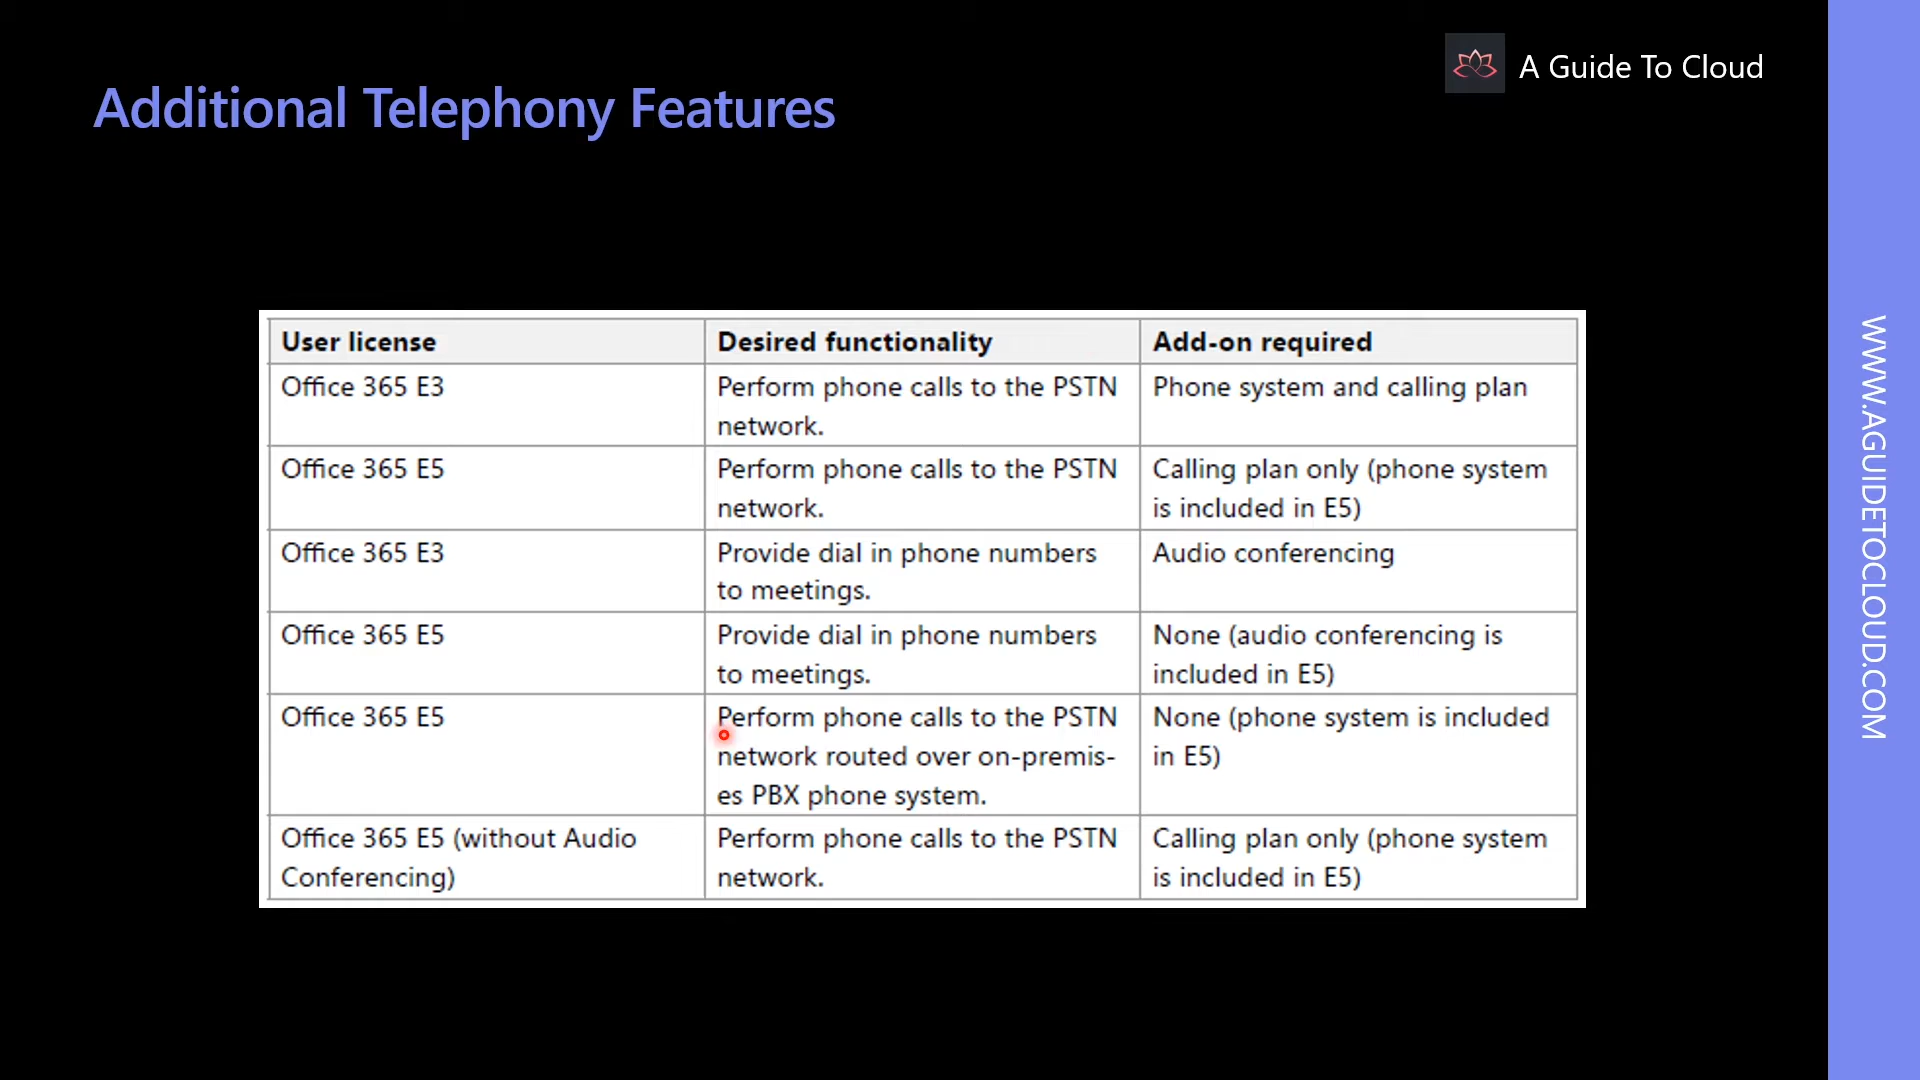 A Guide To Cloud
Additional Telephony Features
User license Desired functionality Add-on required
Office 365 E3 Perform phone calls to the PSTN Phone system and calling plan
network.
Office 365 E5 Perform phone calls to the PSTN Calling plan only (phone system
network. is included in E5)
Office 365 E3 Provide dial in phone numbers Audio conferencing
to meetings.
Office 365 E5 Provide dial in phone numbers None (audio conferencing is
to meetings. included in E5)
Office 365 E5 Perform phone calls to the PSTN None (phone system is included
network routed over on-premis- in E5)
es PBX phone system.
Office 365 E5 (without Audio Perform phone calls to the PSTN Calling plan only (phone system
Conferencing) network. is included in E5)
WWW.AGUIDETOCLOUD.COM